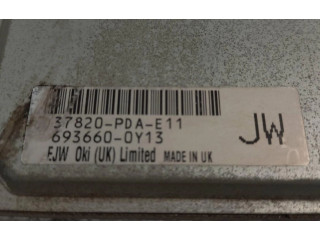 37820-PDA-E11
693660-0Y13
JW
EJW Oki (UK) Limited MADE IN UK